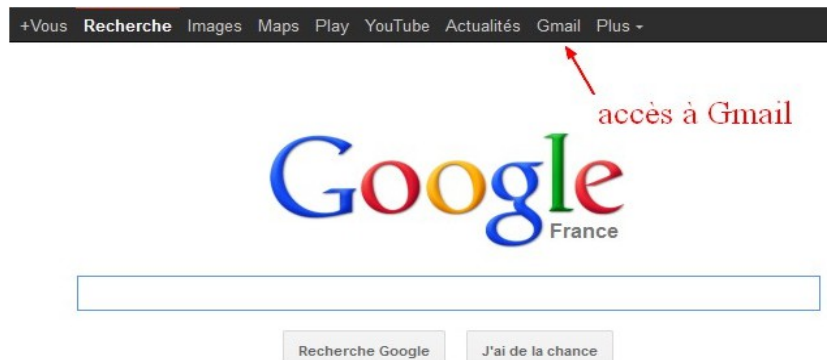 +Vous Recherche Images Maps Play YouTube Actualités Gmail Plus
accès à Gmail
Google
France
Recherche Google J'ai de la chance